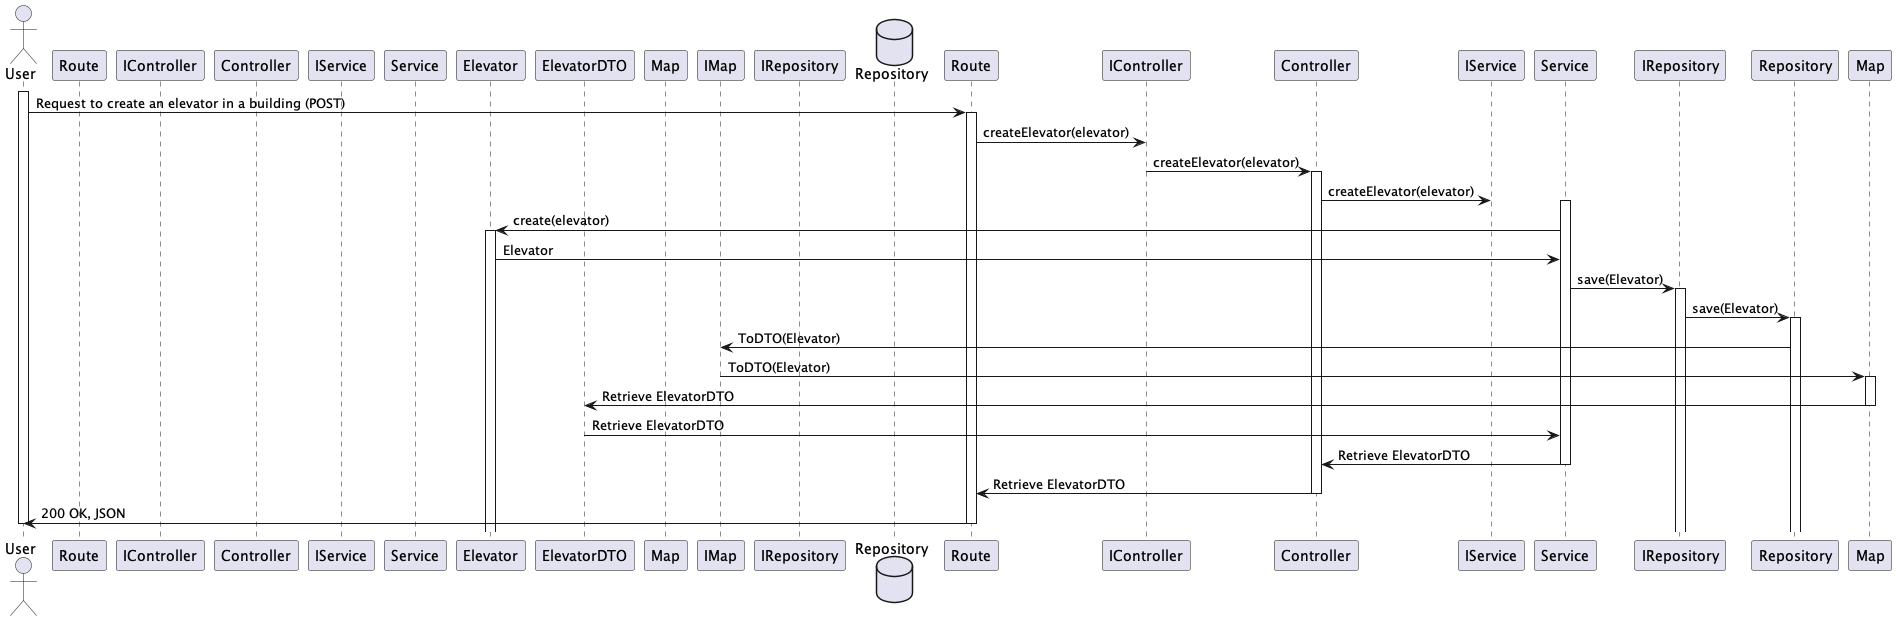 User
Route
IController
Controller
IService
Service
Elevator
ElevatorDTO
Map
IMap
IRepository
Repository
Route
IController
Controller
IService
Service
IRepository
Repository
Map
Request to create an elevator in a building (POST)
createElevator(elevator)
createElevator(elevator)
createElevator(elevator)
create(elevator)
Elevator
save(Elevator)
save(Elevator)
ToDTO(Elevator)
ToDTO(Elevator)
Retrieve ElevatorDTO
Retrieve ElevatorDTO
Retrieve ElevatorDTO
Retrieve ElevatorDTO
200 OK, JSON
User
Route
IController
Controller
IService
Service
Elevator
ElevatorDTO
Map
IMap
IRepository
Repository
Route
IController
Controller
IService
Service
IRepository
Repository
Map